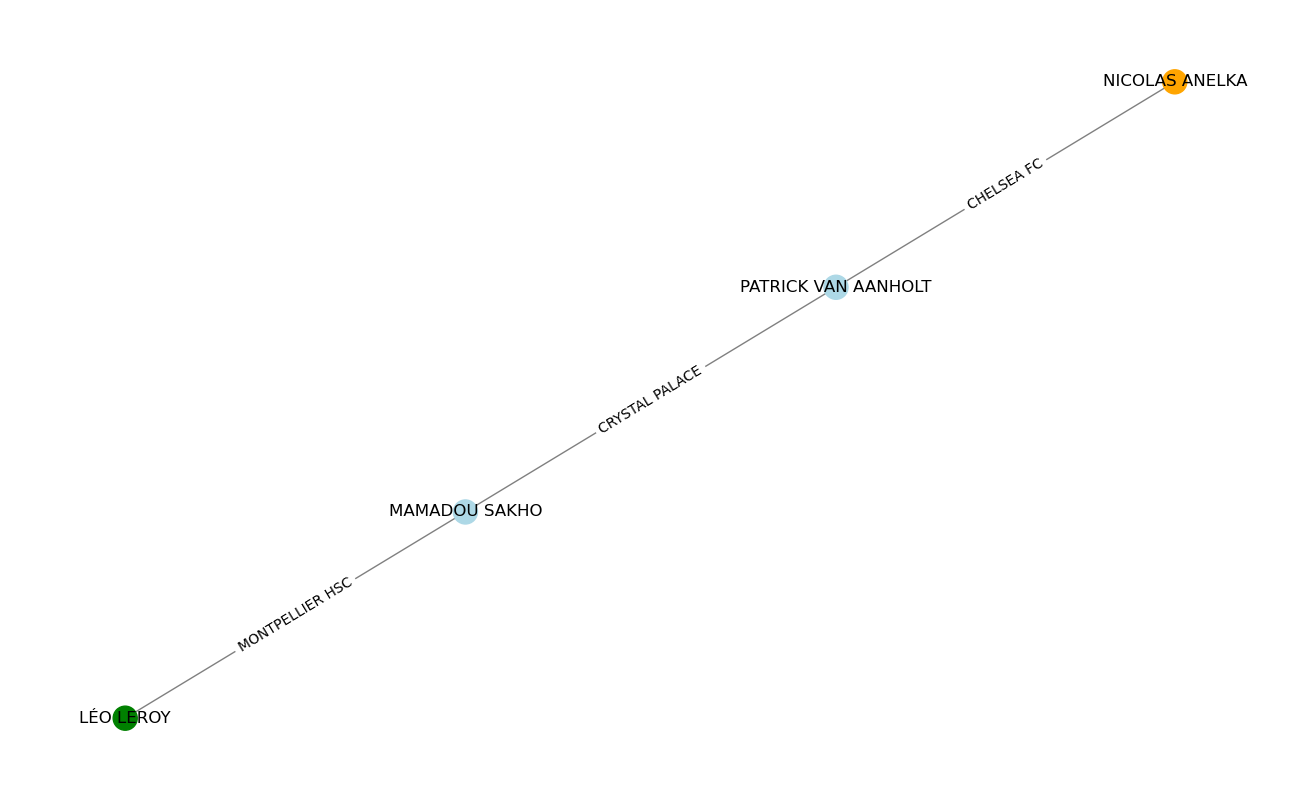 NICOLAS ANELKA
CHELSEA FC
PATRICK VAN AANHOLT
CRYSTAL PALACE
MAMADOU SAKHO
MONTPELLIER HSC
LÉO LEROY